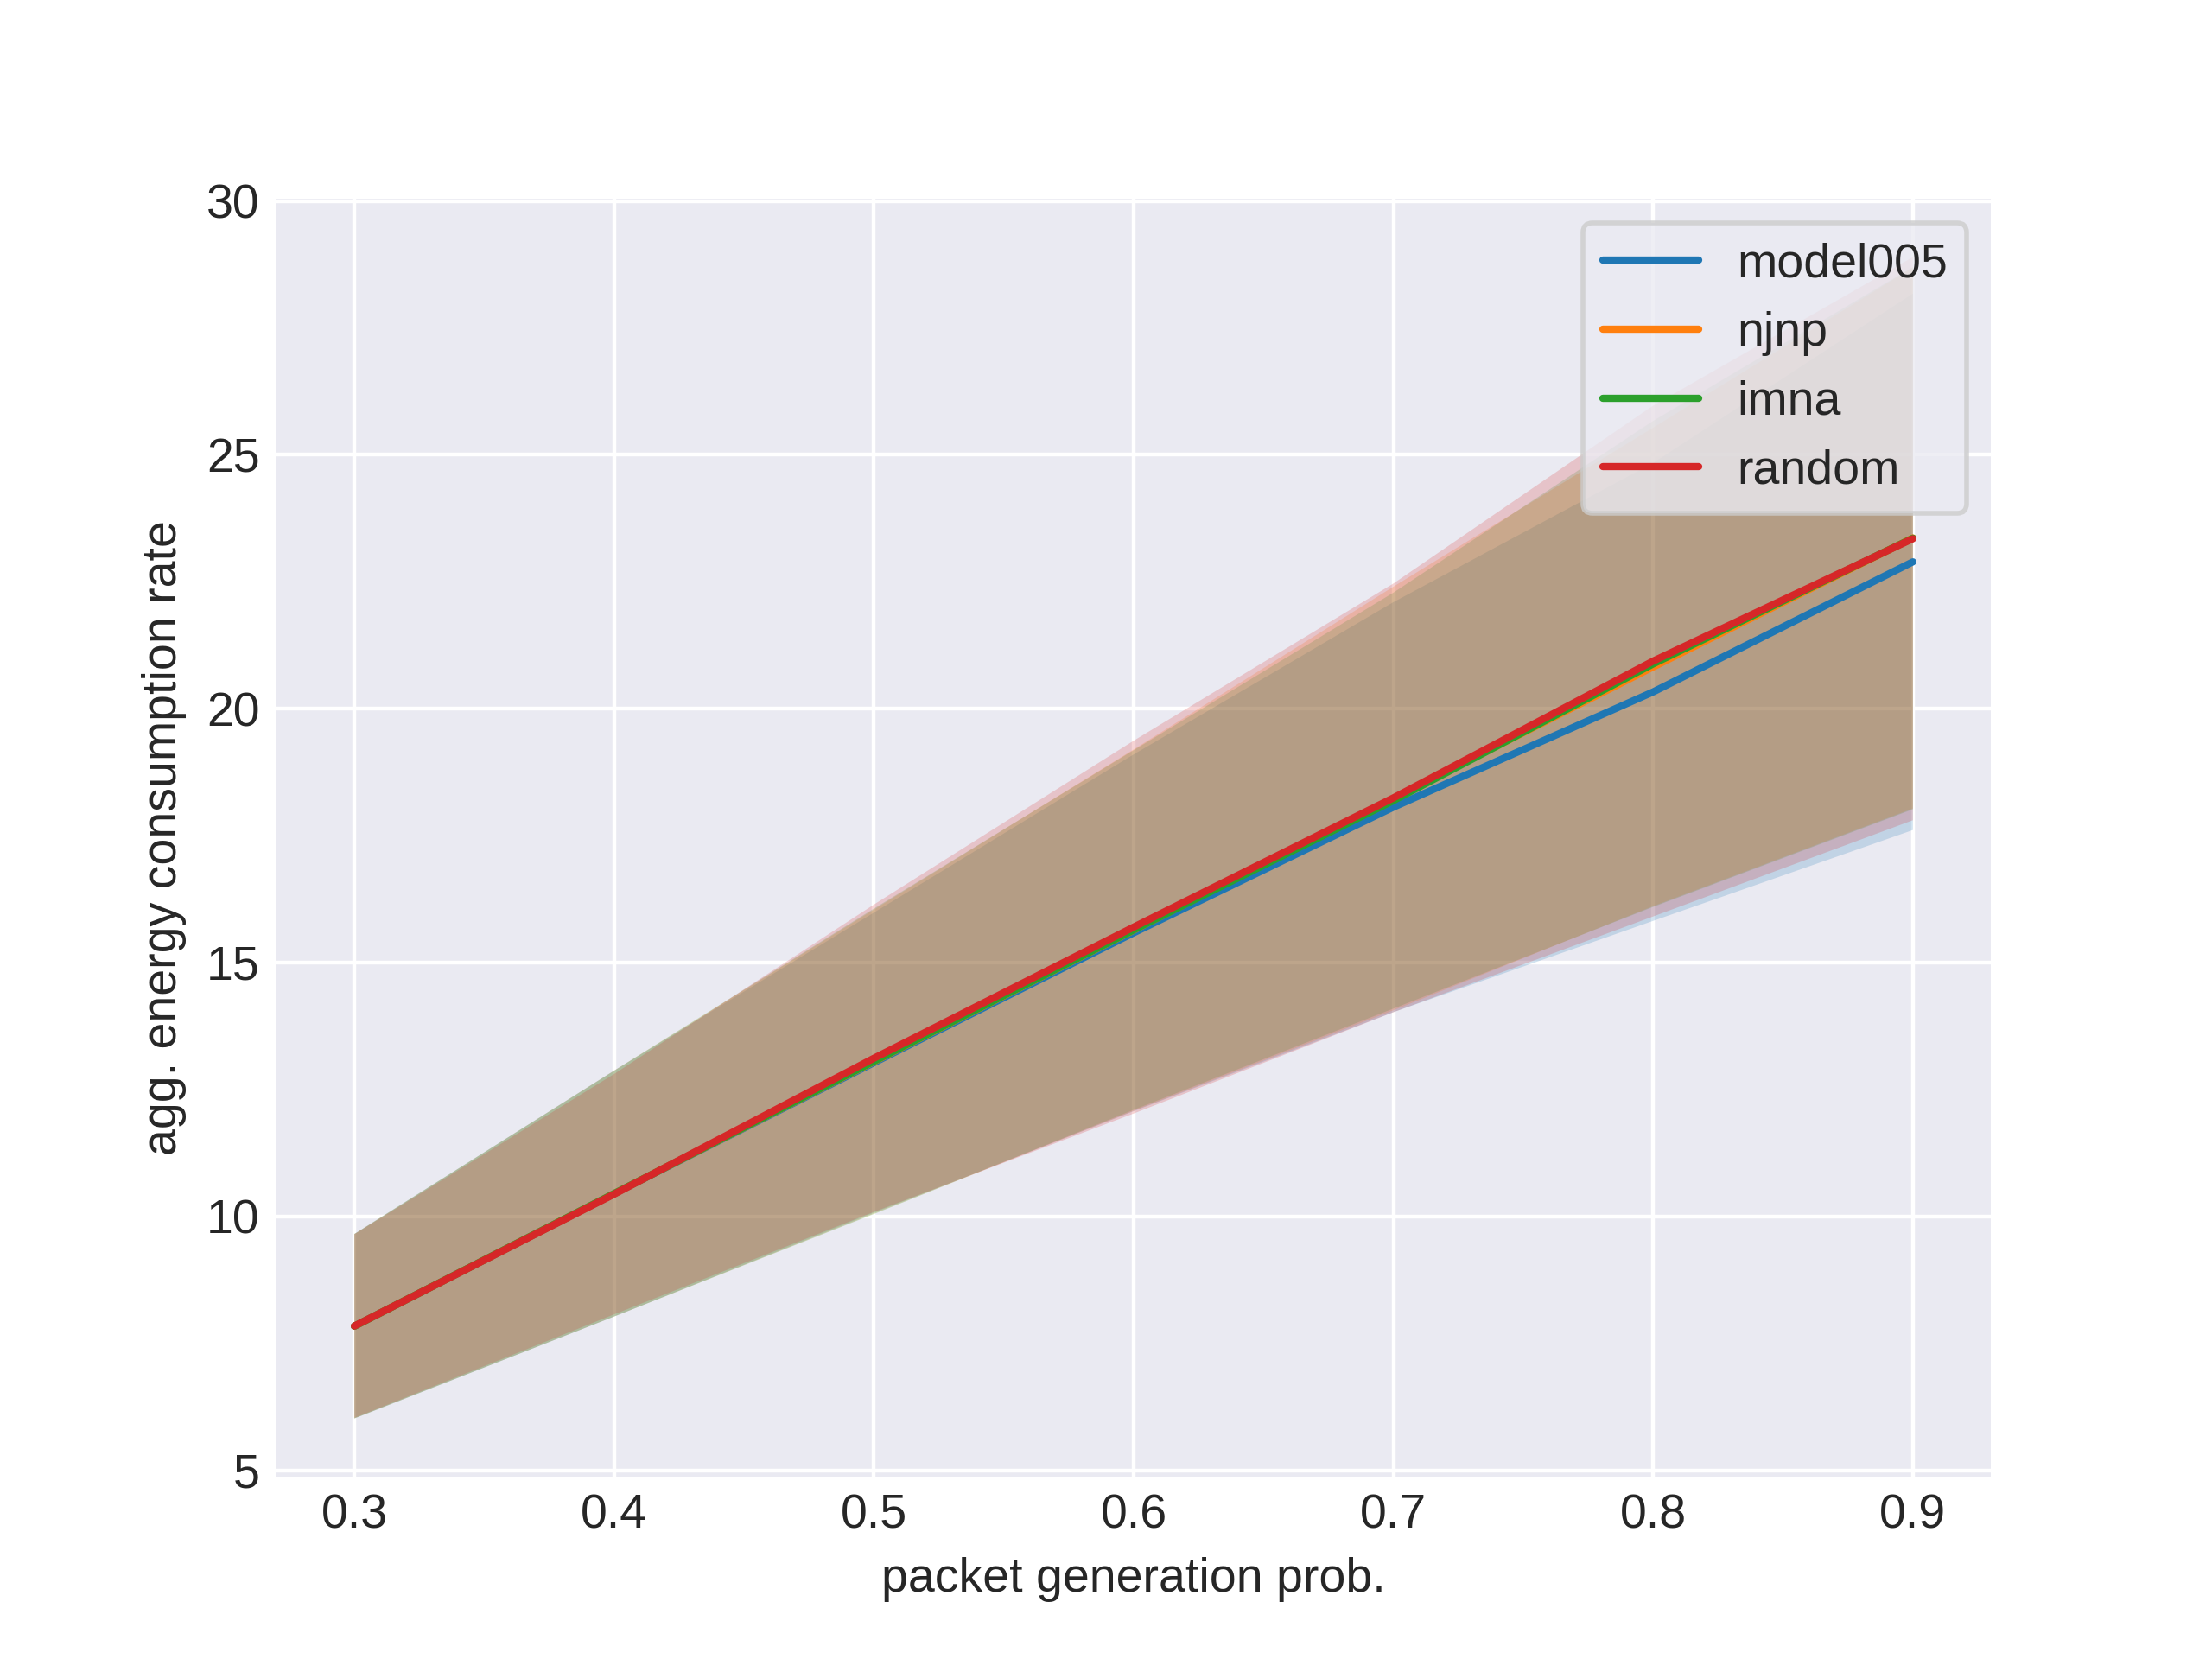 30
25
20
15
10
5
agg. energy consumption rate
model005
njnp
imna
random
0.3 0.4 0.5 0.6 0.7 0.8 0.9
packet generation prob.